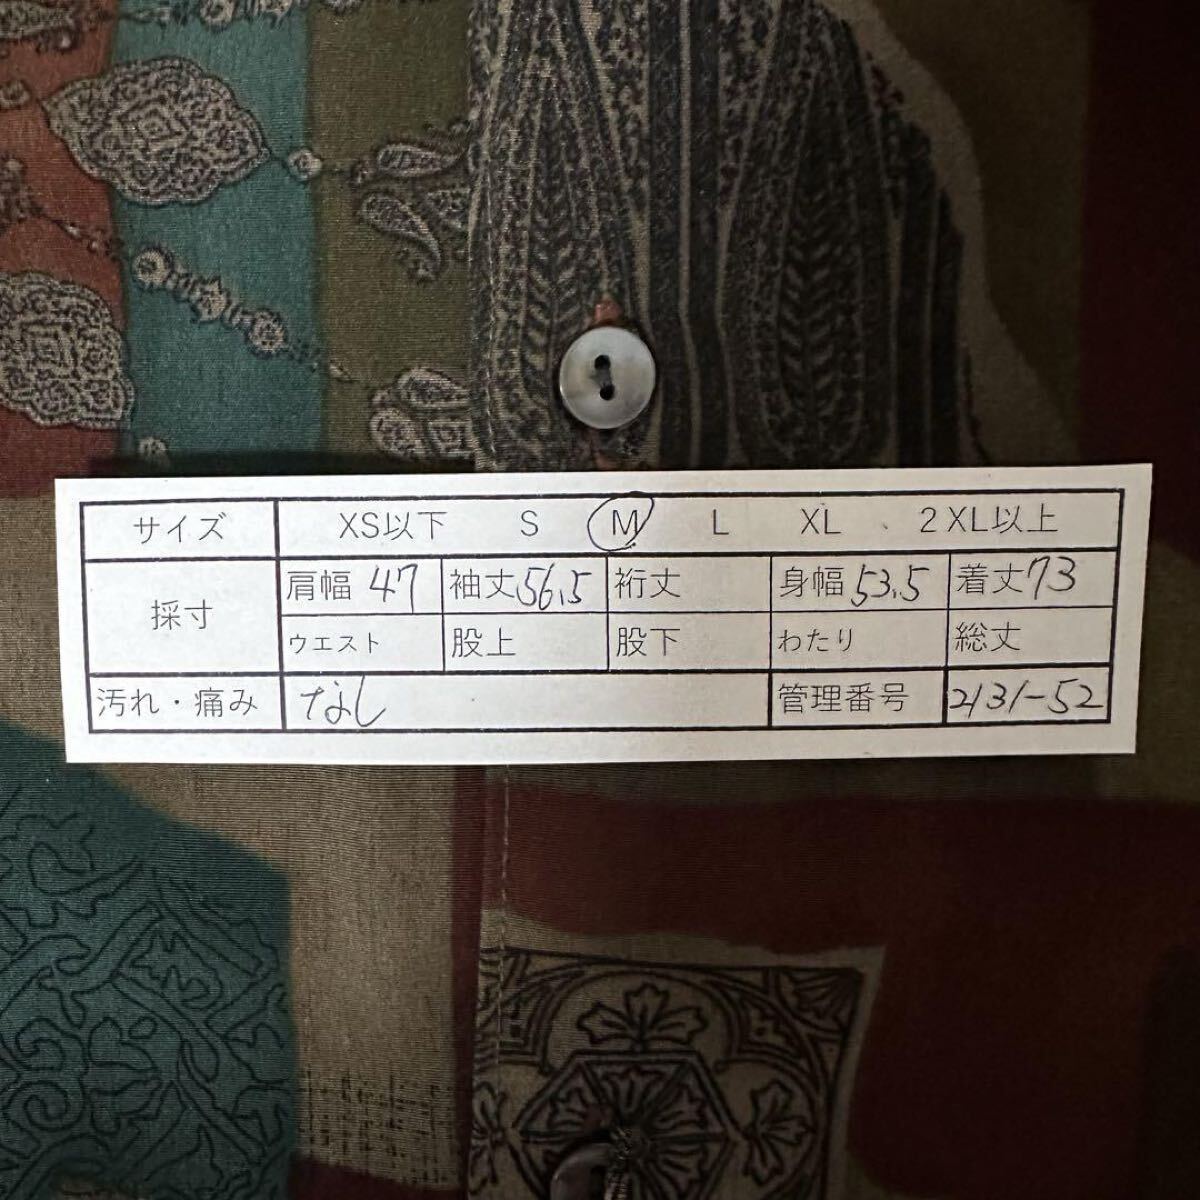 サイズ XS以下 S M L XL 2XL以上
採寸 肩幅 47 袖丈 56.5 裄丈 身幅 53.5 着丈 73
ウエスト 股上 股下 わたり 総丈
汚れ・痛み なし 管理番号 2131-52